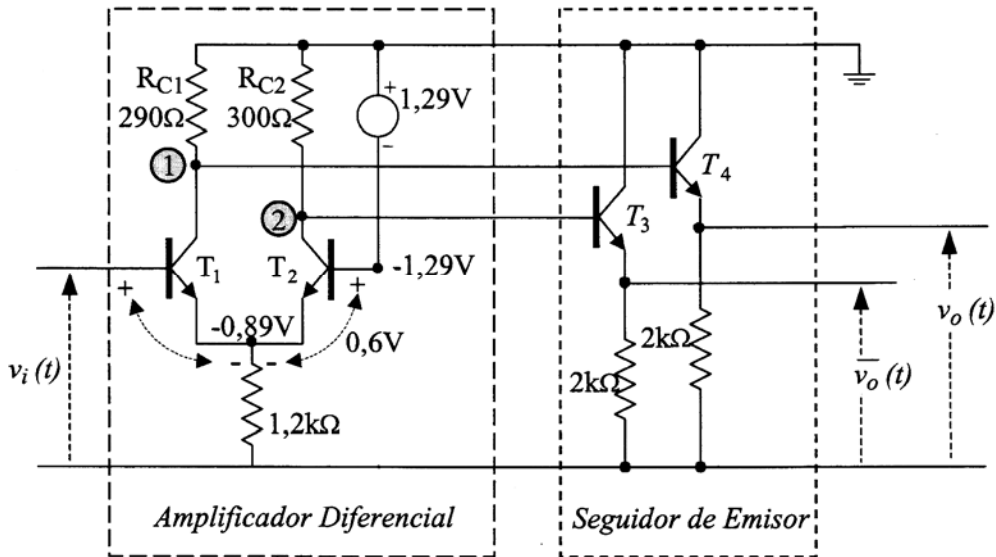 R_C1
290Ω
R_C2
300Ω
+
1,29V
-
1
2
T_1
T_2
-1,29V
+
+
-0,89V
0,6V
-
-
v_i (t)
1,2kΩ
Amplificador Diferencial
T_4
T_3
2kΩ
2kΩ
v_o (t)
v̅_o̅ (t)
Seguidor de Emisor